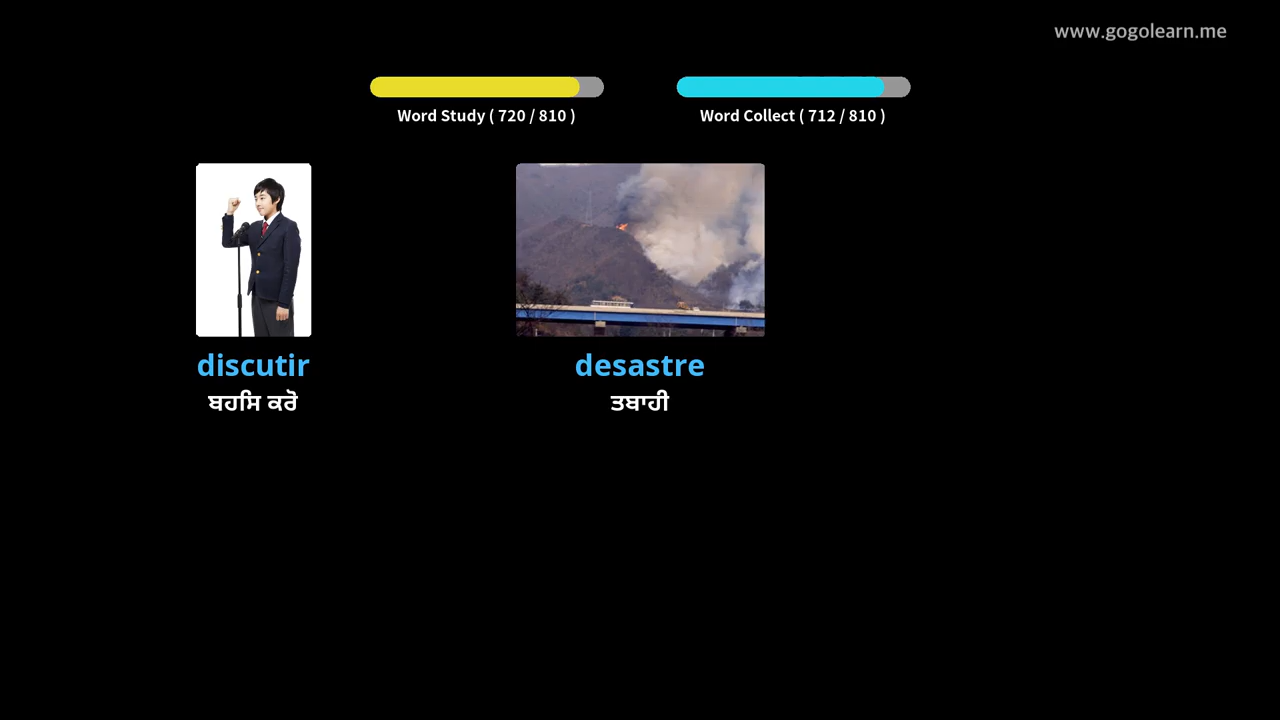 www.gogolearn.me
Word Study ( 720 / 810 )
Word Collect ( 712 / 810 )
discutir
ਬਹਸਿ ਕਰੋ
desastre
ਤਬਾਹੀ